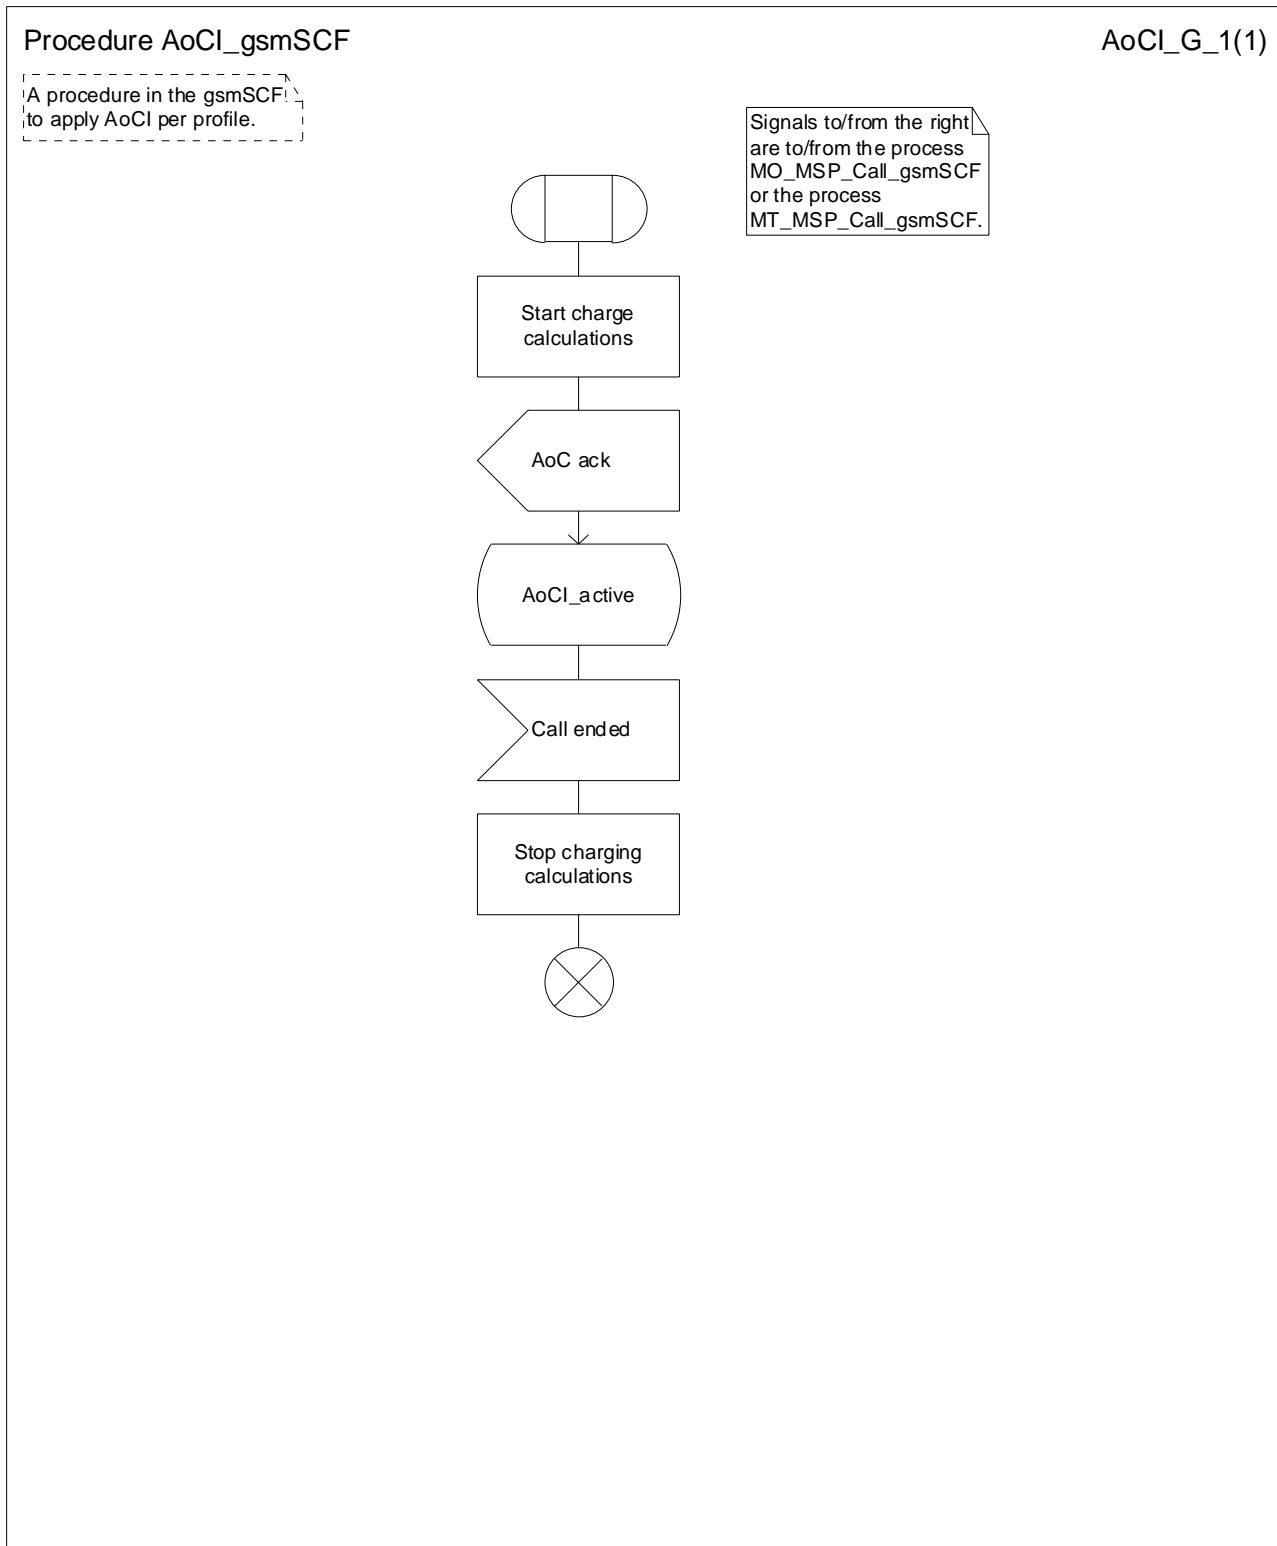 Procedure AoCI_gsmSCF
AoCI_G_1(1)
A procedure in the gsmSCF
to apply AoCI per profile.
Signals to/from the right
are to/from the process
MO_MSP_Call_gsmSCF
or the process
MT_MSP_Call_gsmSCF.
Start charge
calculations
AoC ack
AoCI_active
Call ended
Stop charging
calculations